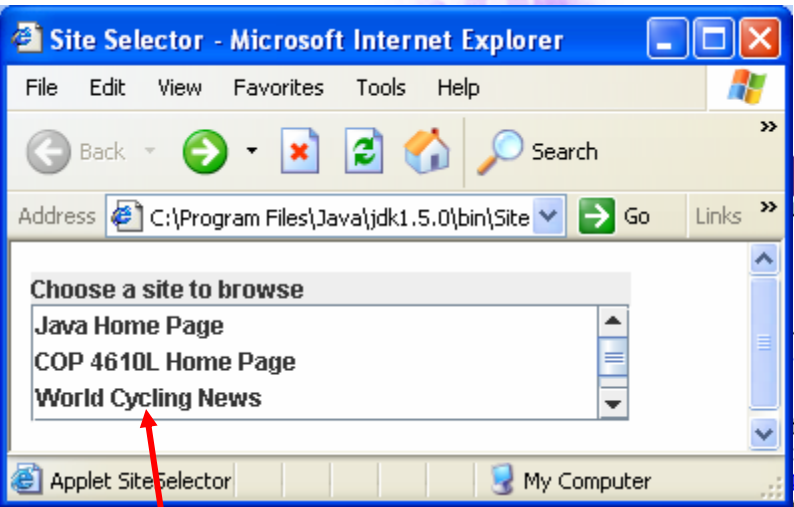 Site Selector - Microsoft Internet Explorer
File Edit View Favorites Tools Help
Back Search »
Address C:\Program Files\Java\jdk1.5.0\bin\Site Go Links »
Choose a site to browse
Java Home Page
COP 4610L Home Page
World Cycling News
Applet SiteSelector My Computer